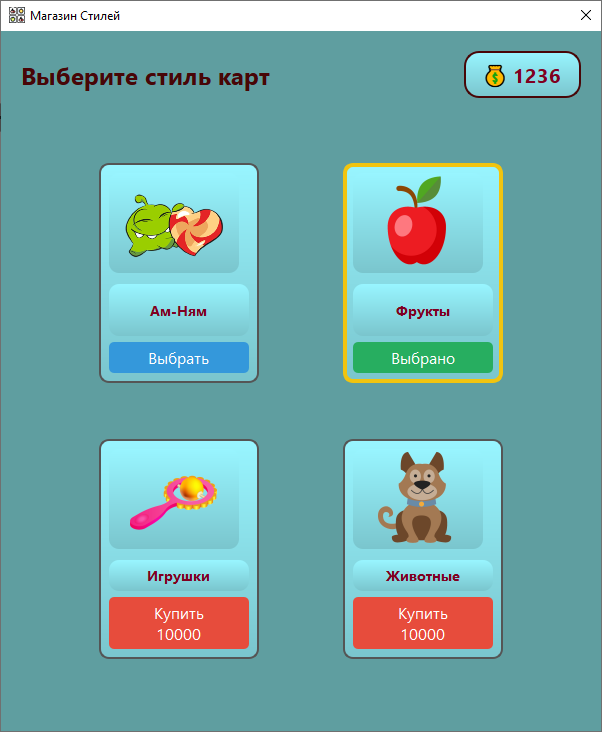 Магазин Стилей
Выберите стиль карт
1236
Ам-Ням
Выбрать
Фрукты
Выбрано
Игрушки
Купить
10000
Животные
Купить
10000